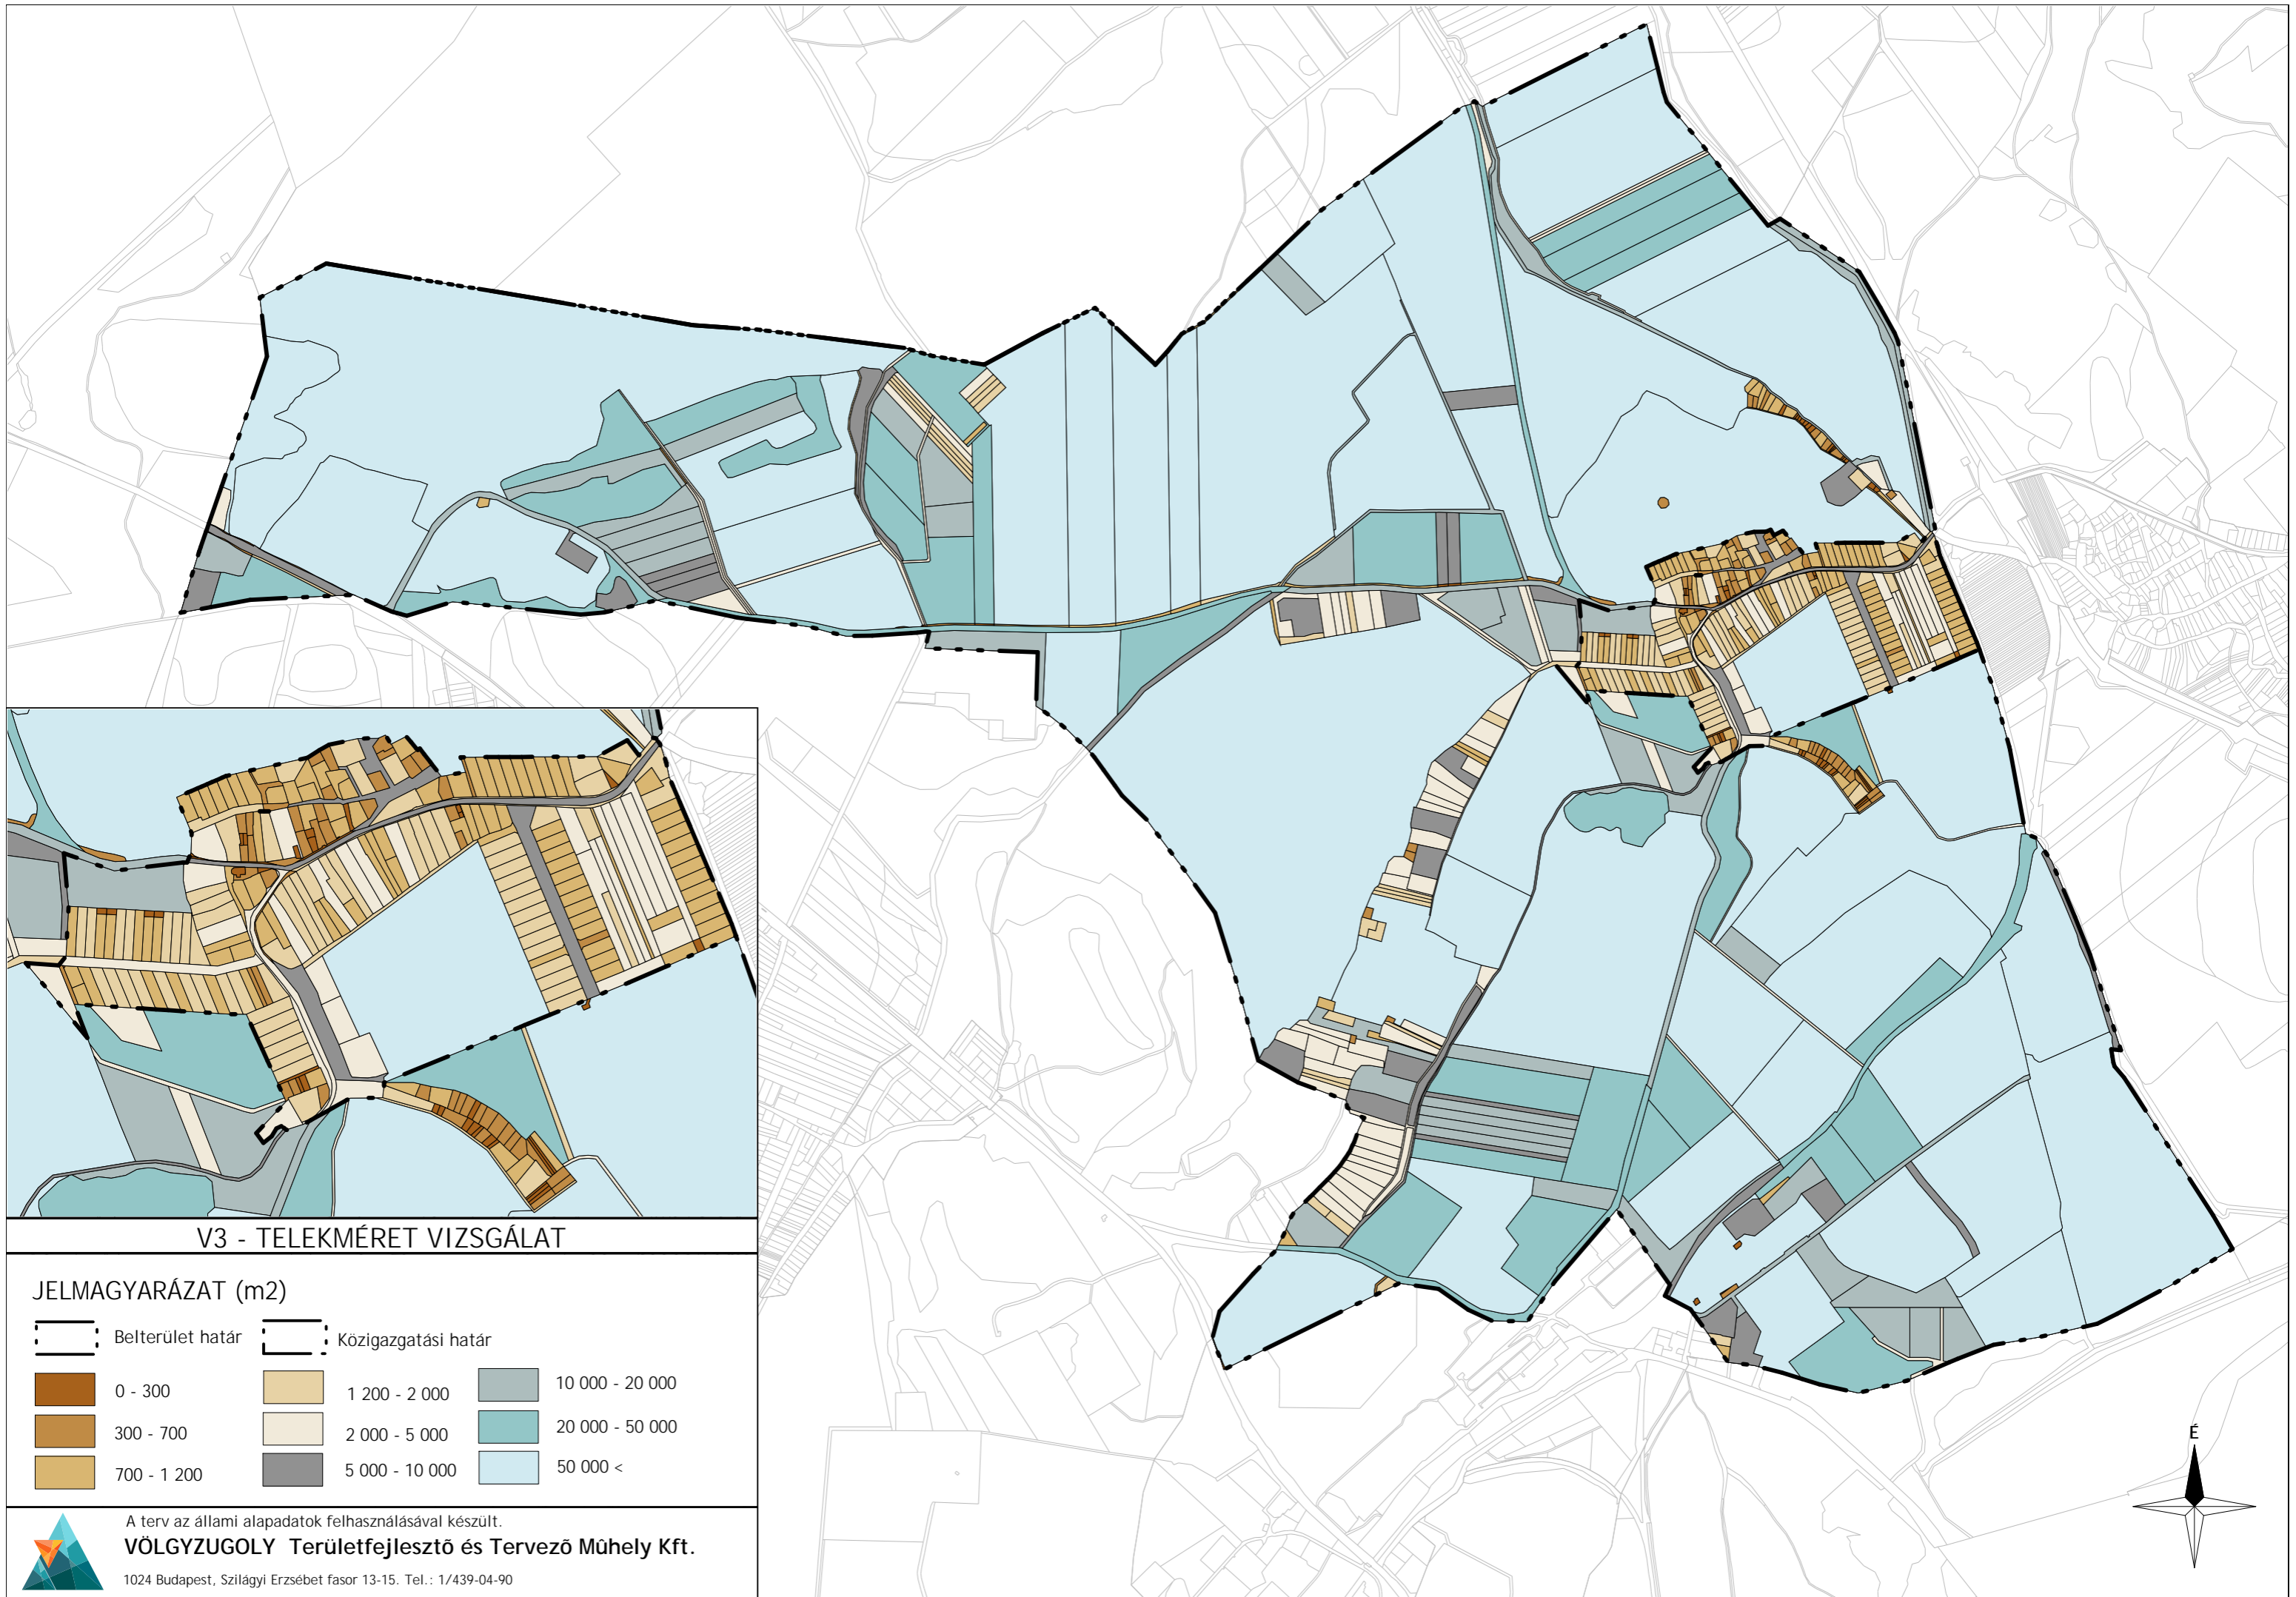 V3 - TELEKMÉRET VIZSGÁLAT
JELMAGYARÁZAT (m2)
Belterület határ
Közigazgatási határ
0 - 300
300 - 700
700 - 1 200
1 200 - 2 000
2 000 - 5 000
5 000 - 10 000
10 000 - 20 000
20 000 - 50 000
50 000 <
A terv az állami alapadatok felhasználásával készült.
VÖLGYZUGOLY Területfejlesztõ és Tervezõ Mûhely Kft.
1024 Budapest, Szilágyi Erzsébet fasor 13-15. Tel.: 1/439-04-90
É